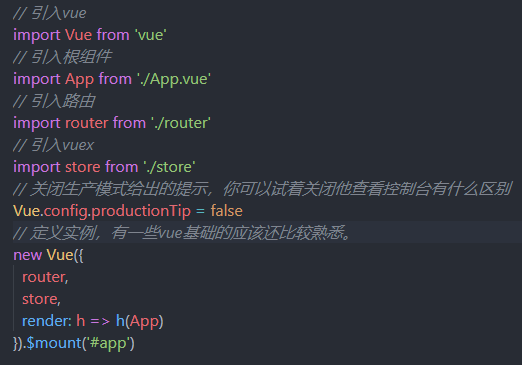 // 引入vue
import Vue from 'vue'
// 引入根组件
import App from './App.vue'
// 引入路由
import router from './router'
// 引入vuex
import store from './store'
// 关闭生产模式给出的提示，你可以试着关闭他查看控制台有什么区别
Vue.config.productionTip = false
// 定义实例，有一些vue基础的应该还比较熟悉。
new Vue({
  router,
  store,
  render: h => h(App)
}).$mount('#app')